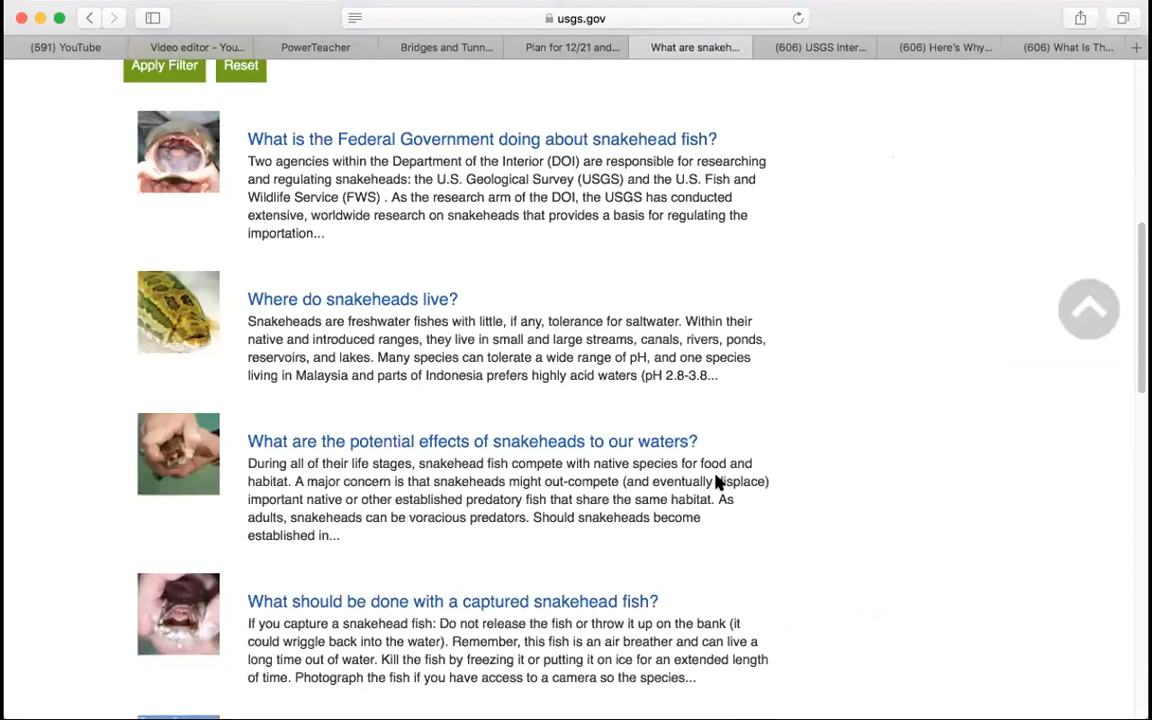 usgs.gov
(591) YouTube
Video editor - You...
PowerTeacher
Bridges and Tunn...
Plan for 12/21 and...
What are snakeh...
(606) USGS Inter...
(606) Here's Why...
(606) What Is Th...
Apply Filter
Reset
What is the Federal Government doing about snakehead fish?
Two agencies within the Department of the Interior (DOI) are responsible for researching
and regulating snakeheads: the U.S. Geological Survey (USGS) and the U.S. Fish and
Wildlife Service (FWS) . As the research arm of the DOI, the USGS has conducted
extensive, worldwide research on snakeheads that provides a basis for regulating the
importation...
Where do snakeheads live?
Snakeheads are freshwater fishes with little, if any, tolerance for saltwater. Within their
native and introduced ranges, they live in small and large streams, canals, rivers, ponds,
reservoirs, and lakes. Many species can tolerate a wide range of pH, and one species
living in Malaysia and parts of Indonesia prefers highly acid waters (pH 2.8-3.8...
What are the potential effects of snakeheads to our waters?
During all of their life stages, snakehead fish compete with native species for food and
habitat. A major concern is that snakeheads might out-compete (and eventually displace)
important native or other established predatory fish that share the same habitat. As
adults, snakeheads can be voracious predators. Should snakeheads become
established in...
What should be done with a captured snakehead fish?
If you capture a snakehead fish: Do not release the fish or throw it up on the bank (it
could wriggle back into the water). Remember, this fish is an air breather and can live a
long time out of water. Kill the fish by freezing it or putting it on ice for an extended length
of time. Photograph the fish if you have access to a camera so the species...